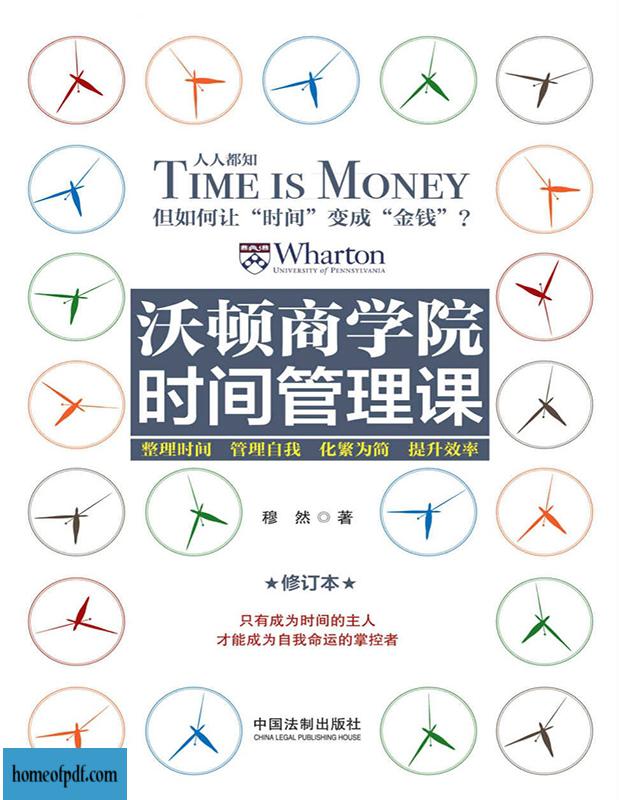 人人都知
TIME IS MONEY
但如何让“时间”变成“金钱”?
Wharton
UNIVERSITY of PENNSYLVANIA
沃顿商学院
时间管理课
整理时间 管理自我 化繁为简 提升效率
穆 然◎著
★修订本★
只有成为时间的主人
才能成为自我命运的掌控者
中国法制出版社
CHINA LEGAL PUBLISHING HOUSE
homeofpdf.com